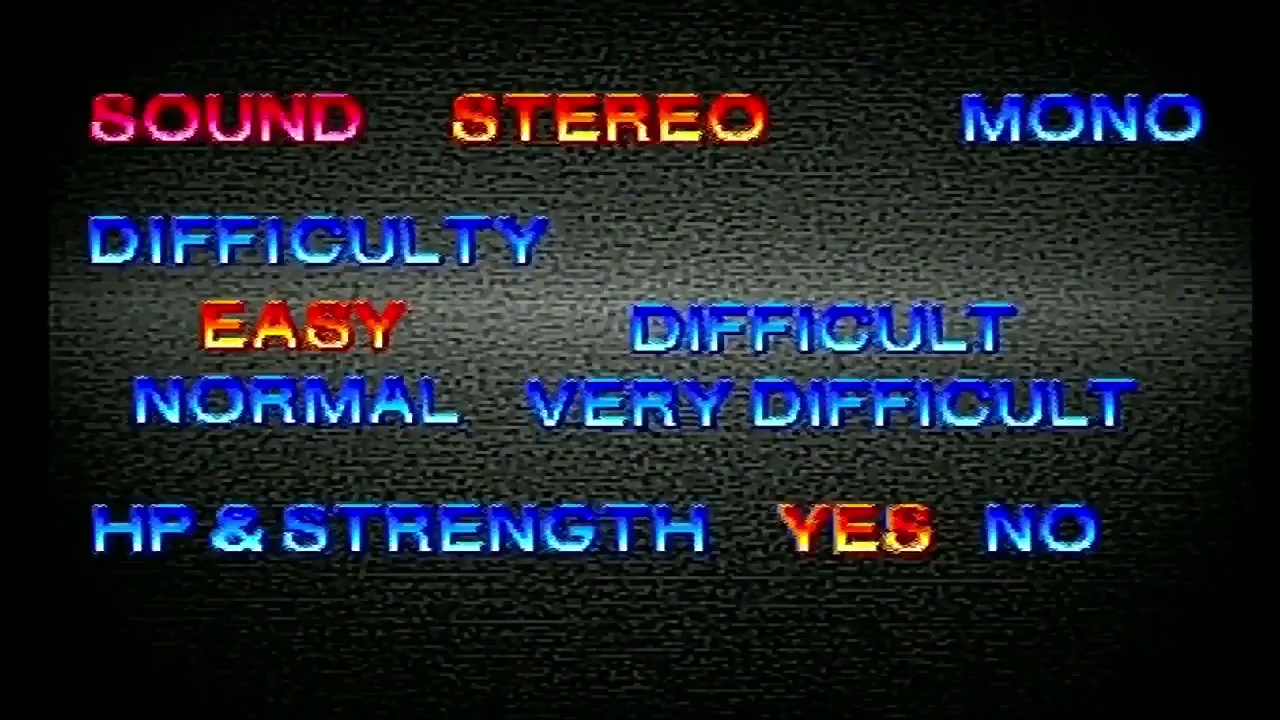 SOUND STEREO MONO
DIFFICULTY
EASY DIFFICULT
NORMAL VERY DIFFICULT
HP & STRENGTH YES NO